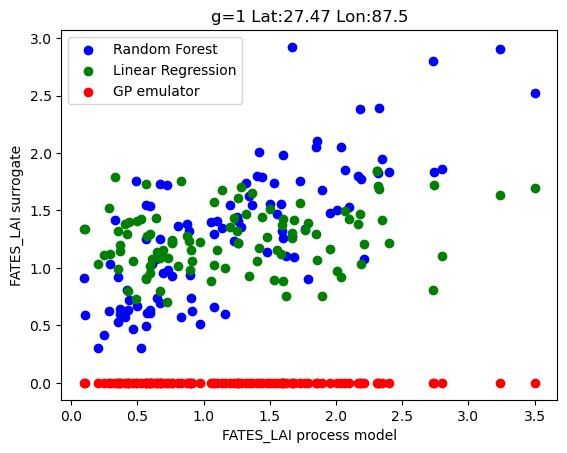 g=1 Lat:27.47 Lon:87.5
Random Forest
Linear Regression
GP emulator
FATES_LAI surrogate
3.0
2.5
2.0
1.5
1.0
0.5
0.0
0.0 0.5 1.0 1.5 2.0 2.5 3.0 3.5
FATES_LAI process model